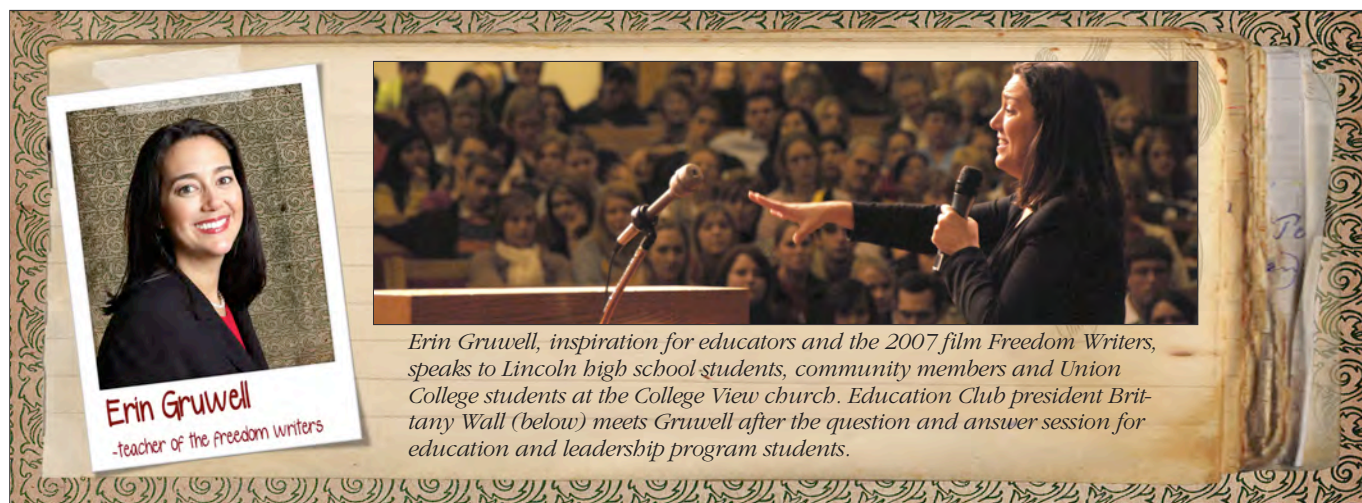 Erin Gruwell
-teacher of the freedom writers
Erin Gruwell, inspiration for educators and the 2007 film Freedom Writers,
speaks to Lincoln high school students, community members and Union
College students at the College View church. Education Club president Brit-
tany Wall (below) meets Gruwell after the question and answer session for
education and leadership program students.